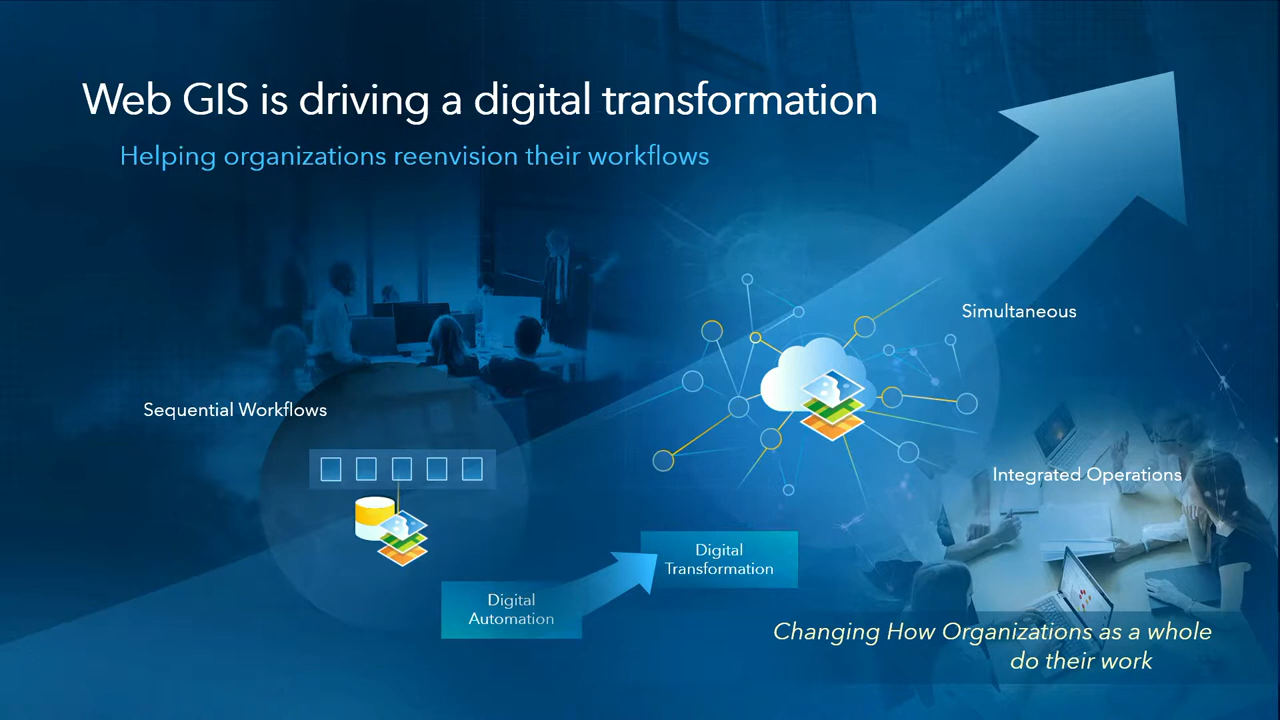 Web GIS is driving a digital transformation
Helping organizations reenvision their workflows
Simultaneous
Sequential Workflows
Integrated Operations
Digital
Transformation
Digital
Automation
Changing How Organizations as a whole
do their work